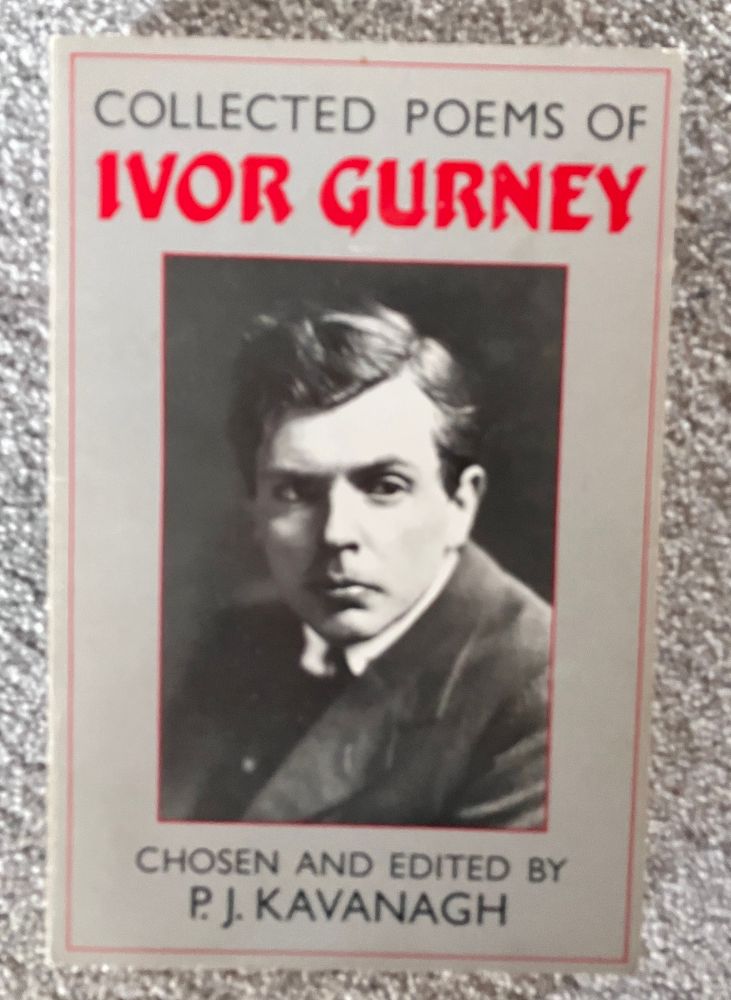 COLLECTED POEMS OF
IVOR GURNEY
CHOSEN AND EDITED BY
P. J. KAVANAGH